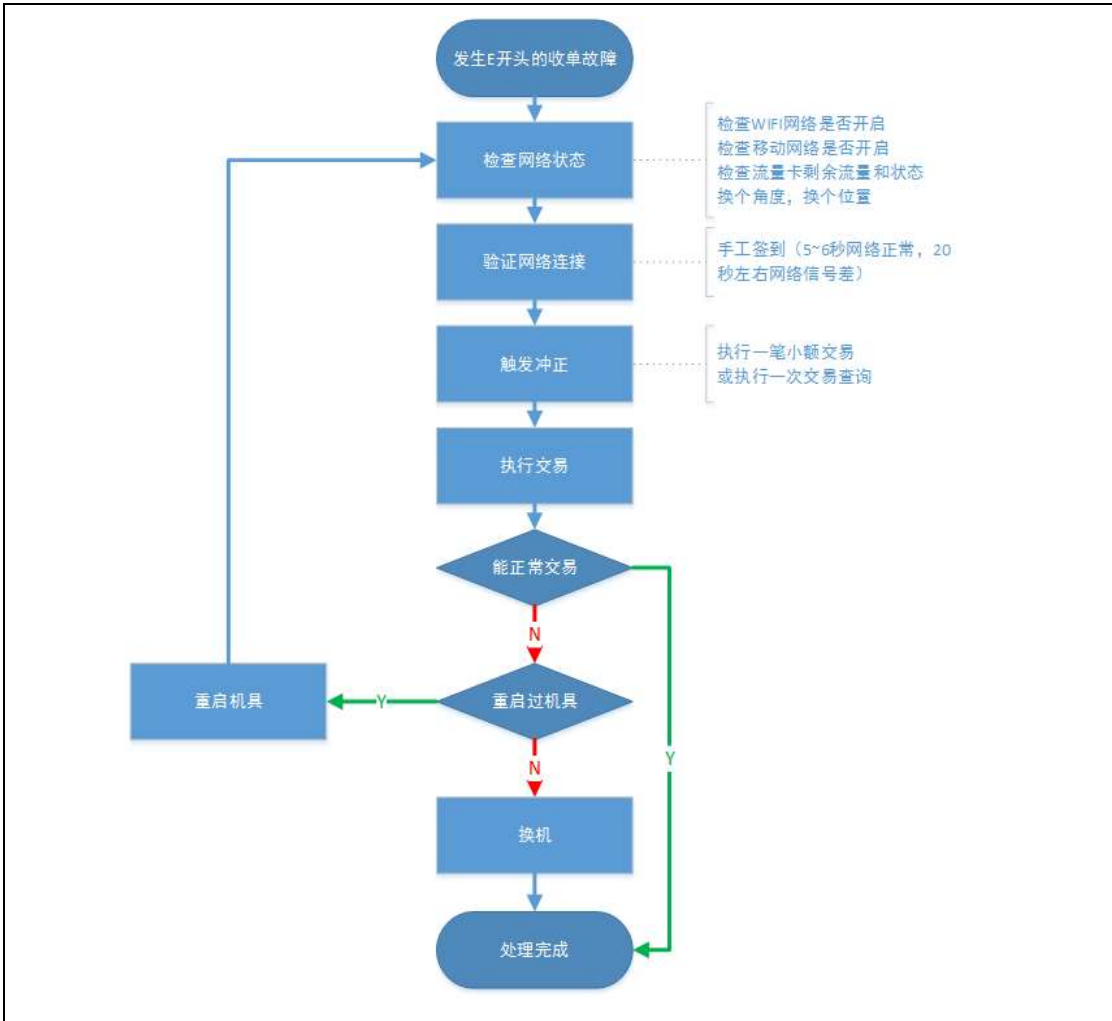 发生E开头的收单故障
检查网络状态
检查WIFI网络是否开启
检查移动网络是否开启
检查流量卡剩余流量和状态
换个角度，换个位置
验证网络连接
手工签到（5~6秒网络正常，20
秒左右网络信号差）
触发冲正
执行一笔小额交易
或执行一次交易查询
执行交易
能正常交易
N
重启机具
Y
重启过机具
Y
N
换机
处理完成